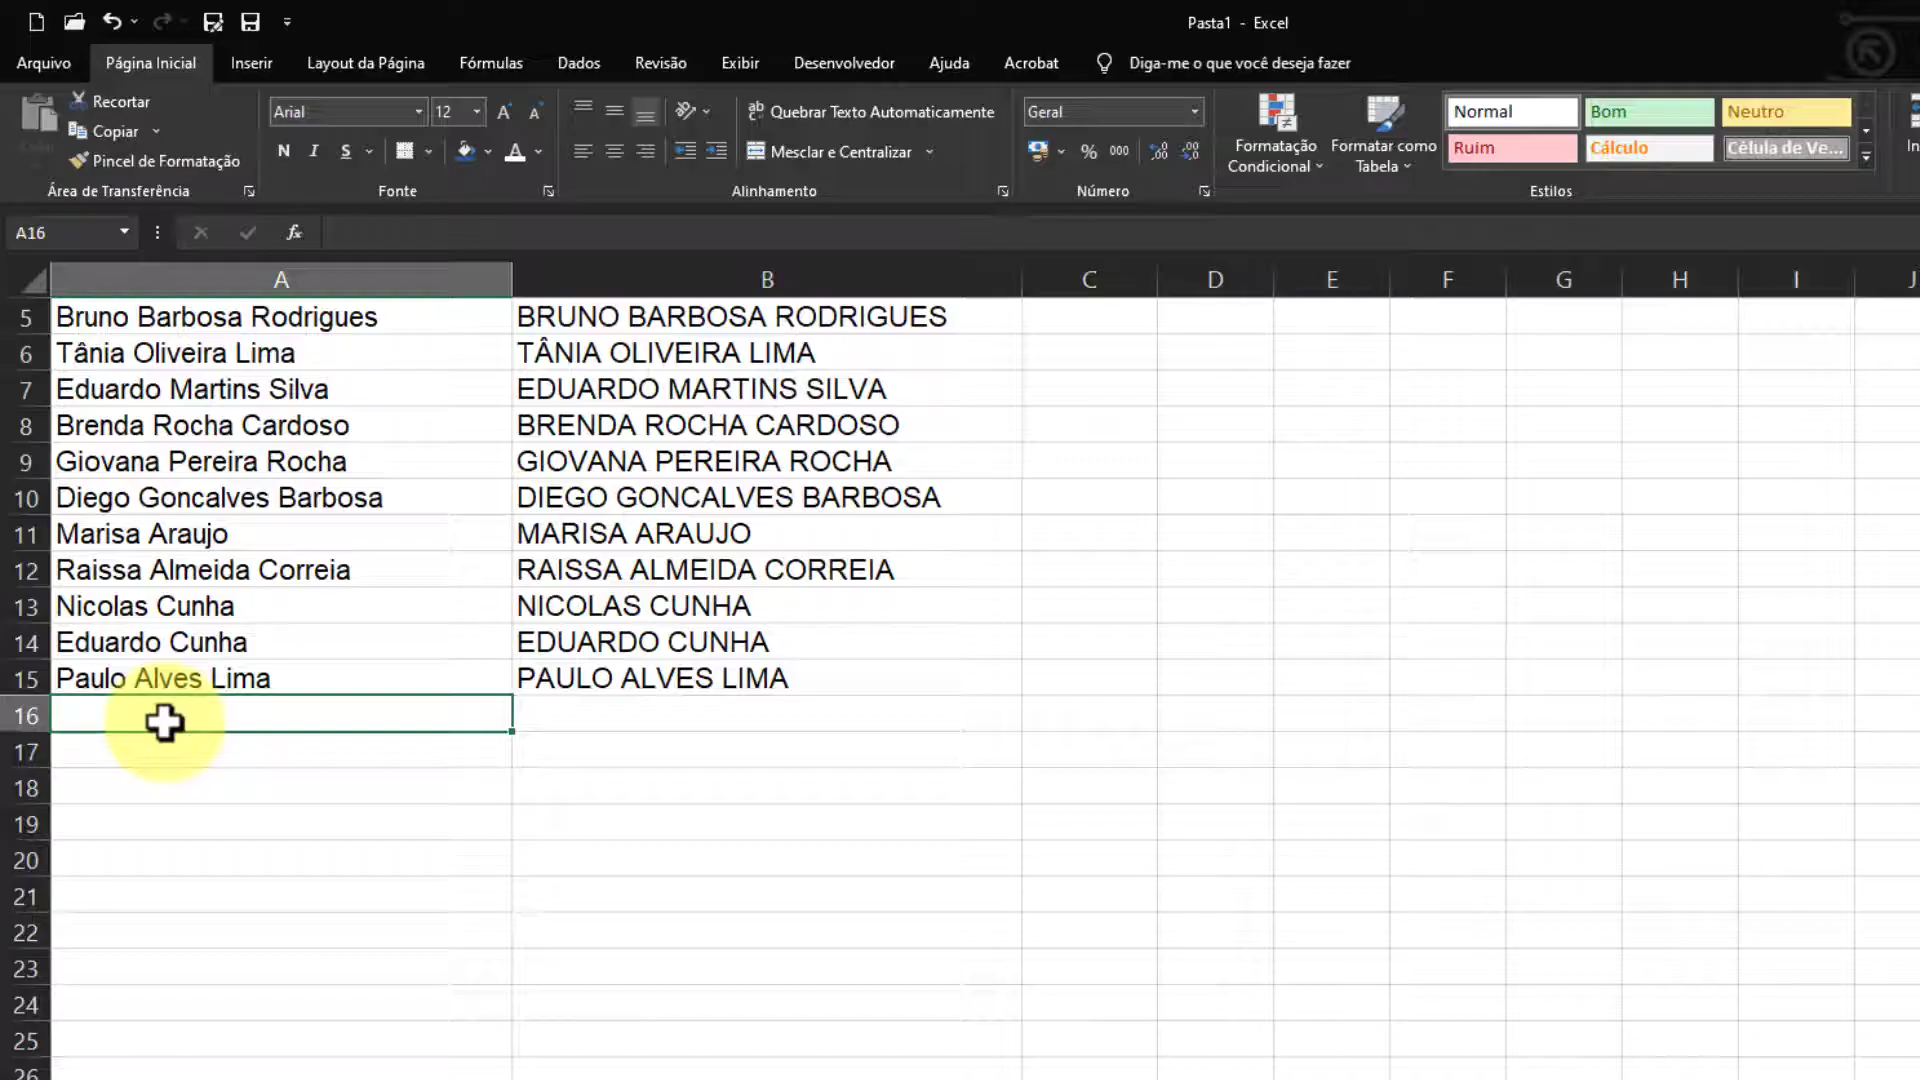 Pasta1 - Excel
Arquivo Página Inicial Inserir Layout da Página Fórmulas Dados Revisão Exibir Desenvolvedor Ajuda Acrobat Diga-me o que você deseja fazer
Recortar
Copiar
Pincel de Formatação
Área de Transferência
Arial 12
N I S
Fonte
Quebrar Texto Automaticamente
Mesclar e Centralizar
Alinhamento
Geral
% 000
Número
Formatação Condicional
Formatar como Tabela
Normal Bom Neutro
Ruim Cálculo Célula de Ve...
Estilos
A16 fx
A B C D E F G H I J
5 Bruno Barbosa Rodrigues BRUNO BARBOSA RODRIGUES
6 Tânia Oliveira Lima TÂNIA OLIVEIRA LIMA
7 Eduardo Martins Silva EDUARDO MARTINS SILVA
8 Brenda Rocha Cardoso BRENDA ROCHA CARDOSO
9 Giovana Pereira Rocha GIOVANA PEREIRA ROCHA
10 Diego Goncalves Barbosa DIEGO GONCALVES BARBOSA
11 Marisa Araujo MARISA ARAUJO
12 Raissa Almeida Correia RAISSA ALMEIDA CORREIA
13 Nicolas Cunha NICOLAS CUNHA
14 Eduardo Cunha EDUARDO CUNHA
15 Paulo Alves Lima PAULO ALVES LIMA
16
17
18
19
20
21
22
23
24
25
26